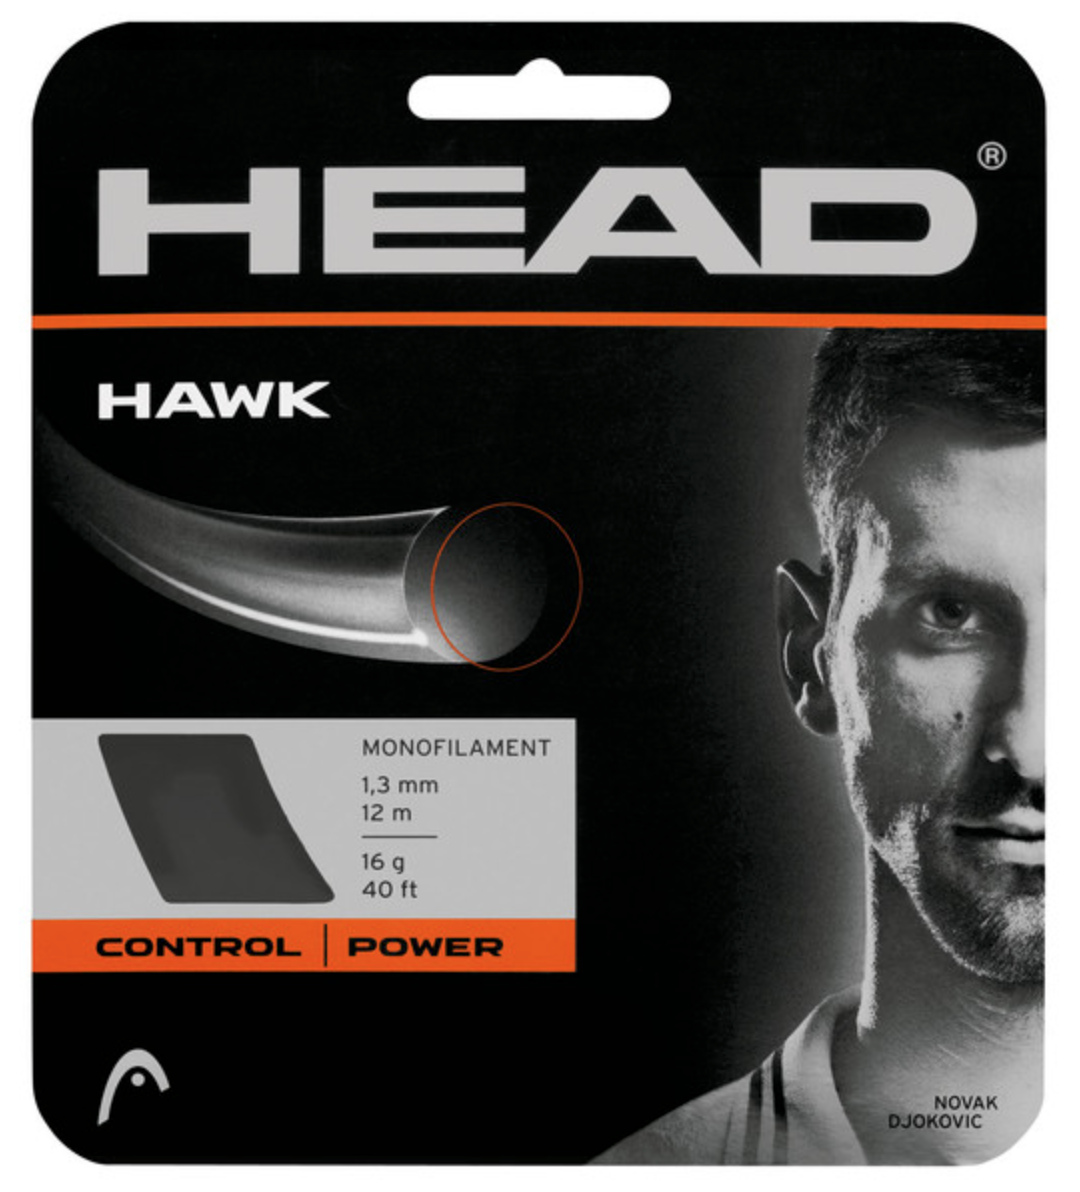 HEAD®
HAWK
MONOFILAMENT
1,3 mm
12 m
16 g
40 ft
CONTROL | POWER
NOVAK
DJOKOVIC